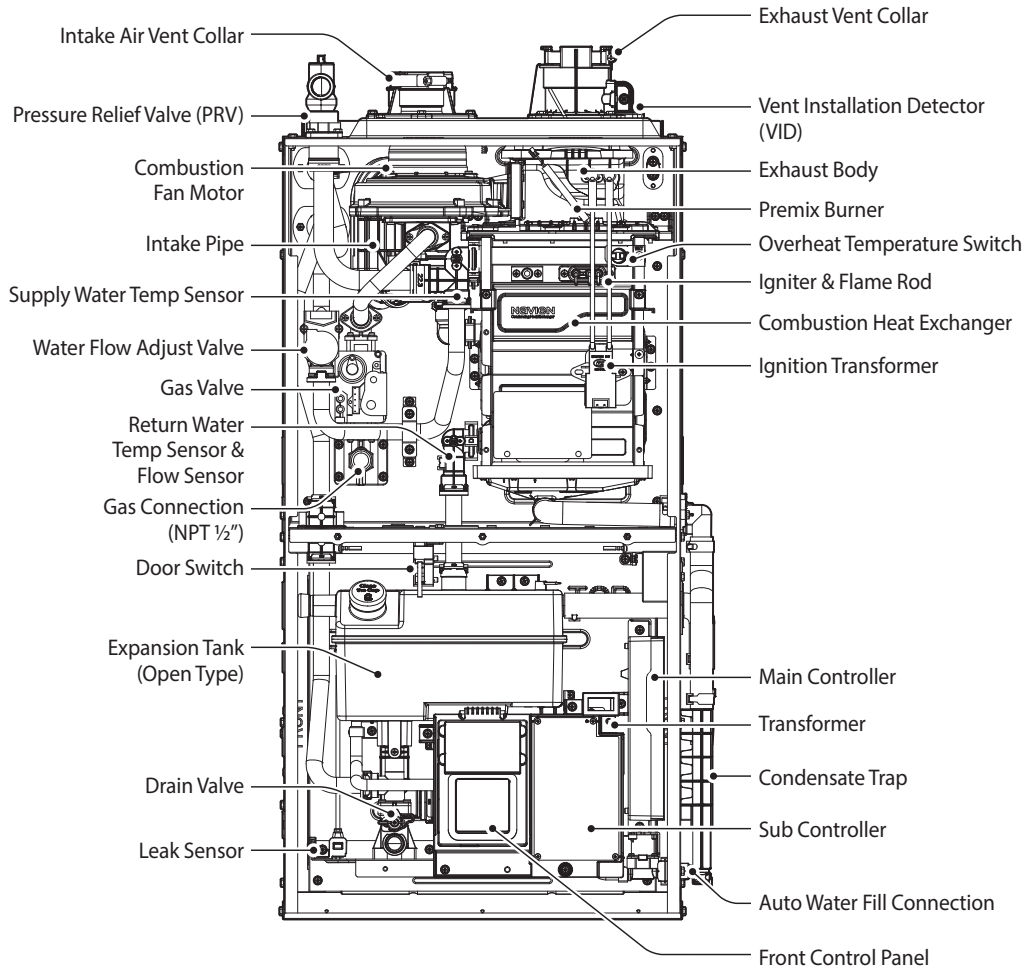 Intake Air Vent Collar
Pressure Relief Valve (PRV)
Combustion
Fan Motor
Intake Pipe
Supply Water Temp Sensor
Water Flow Adjust Valve
Gas Valve
Return Water
Temp Sensor &
Flow Sensor
Gas Connection
(NPT ½”)
Door Switch
Expansion Tank
(Open Type)
Drain Valve
Leak Sensor
Exhaust Vent Collar
Vent Installation Detector
(VID)
Exhaust Body
Premix Burner
Overheat Temperature Switch
Igniter & Flame Rod
Combustion Heat Exchanger
Ignition Transformer
Main Controller
Transformer
Condensate Trap
Sub Controller
Auto Water Fill Connection
Front Control Panel
NAVIEN